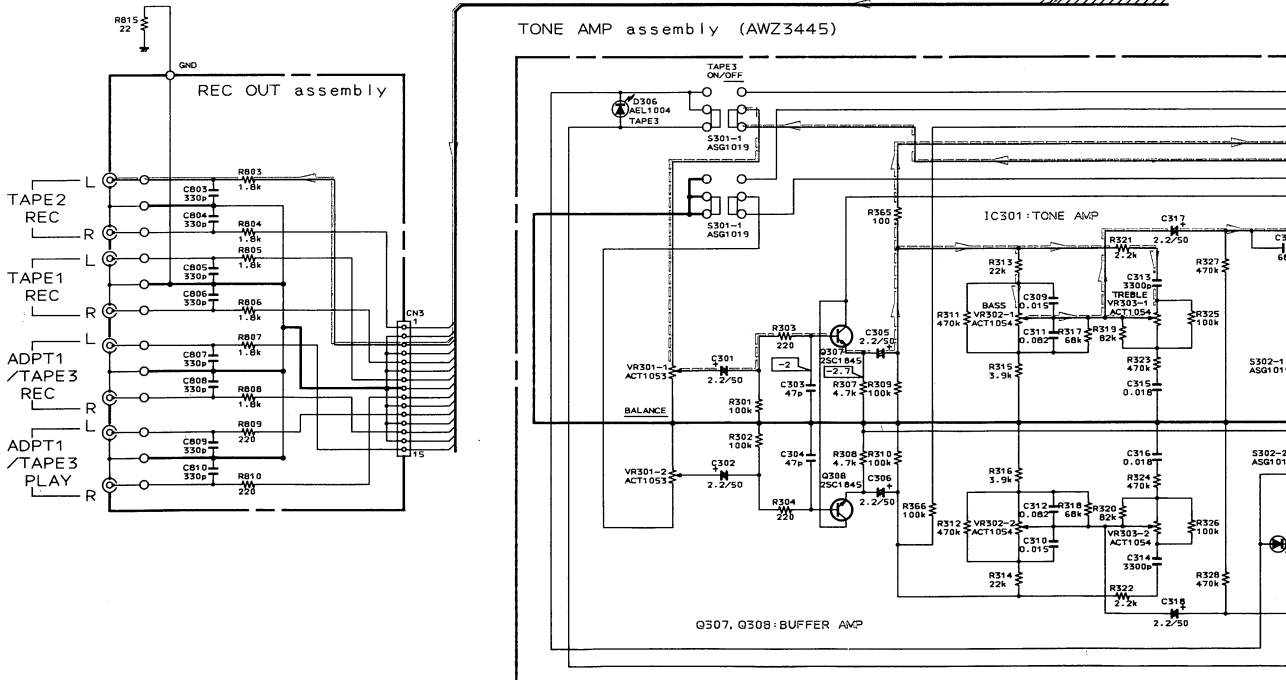 R815
22
GND
REC OUT assembly
L
TAPE2
REC
R
L
TAPE1
REC
R
L
ADPT1
/TAPE3
REC
R
L
ADPT1
/TAPE3
PLAY
R
C803
330p
C804
330p
C805
330p
C806
330p
C807
330p
C808
330p
C809
330p
C810
330p
R803
1.8k
R804
1.8k
R805
1.8k
R806
1.8k
R807
1.8k
R808
1.8k
R809
220
R810
220
CN3
1
15
TONE AMP assembly (AWZ3445)
TAPE3
ON/OFF
D306
AEL1004
TAPE3
S301-1
ASG1019
S301-1
ASG1019
VR301-1
ACT1053
BALANCE
VR301-2
ACT1053
C301
2.2/50
R301
100k
R302
100k
C302
2.2/50
R303
220
-2
C303
47p
C304
47p
R304
220
Q307
2SC1845
-2.7
R307
4.7k
R308
4.7k
Q308
2SC1845
C305
2.2/50
R309
100k
R310
100k
C306
2.2/50
R365
100
R366
100k
IC301:TONE AMP
R313
22k
R311
470k
BASS
VR302-1
ACT1054
C309
0.015
C311
0.082
R317
68k
R315
3.9k
R316
3.9k
R312
470k
VR302-2
ACT1054
C312
0.082
C310
0.015
R318
68k
R314
22k
R321
2.2k
C317
2.2/50
C313
3300p
TREBLE
VR303-1
ACT1054
R319
82k
R323
470k
C315
0.018
C316
0.018
R324
470k
R320
82k
VR303-2
ACT1054
C314
3300p
R322
2.2k
C318
2.2/50
R327
470k
R325
100k
R326
100k
R328
470k
C3
68
S302-1
ASG101
S302-2
ASG101
Q307, Q308:BUFFER AMP